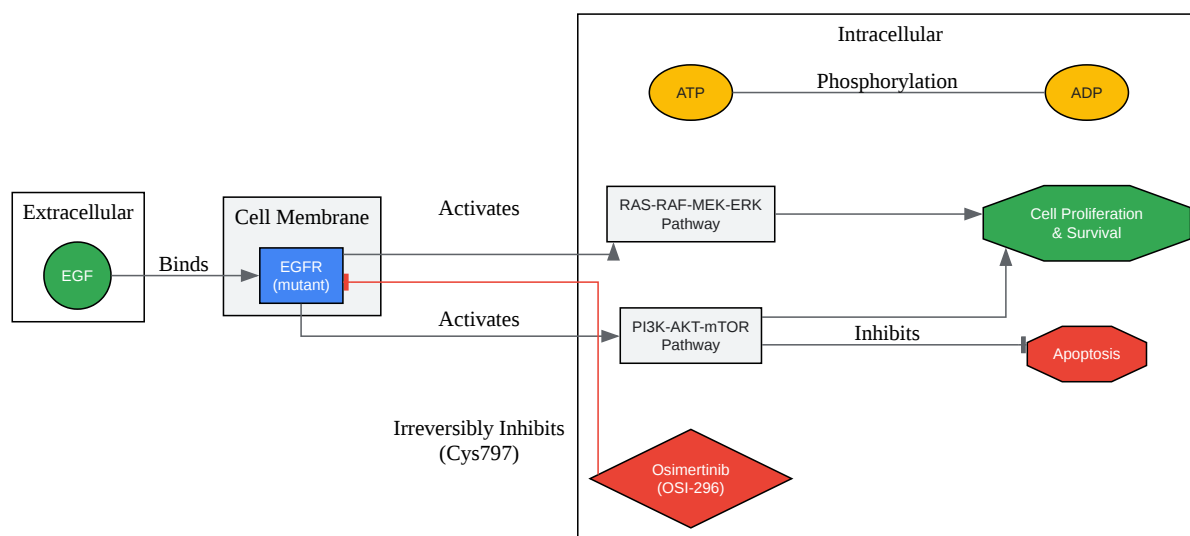 Intracellular
ATP
Phosphorylation
ADP
Extracellular
EGF
Binds
Cell Membrane
EGFR
(mutant)
Activates
Activates
RAS-RAF-MEK-ERK
Pathway
Cell Proliferation
& Survival
PI3K-AKT-mTOR
Pathway
Inhibits
Apoptosis
Irreversibly Inhibits
(Cys797)
Osimertinib
(OSI-296)